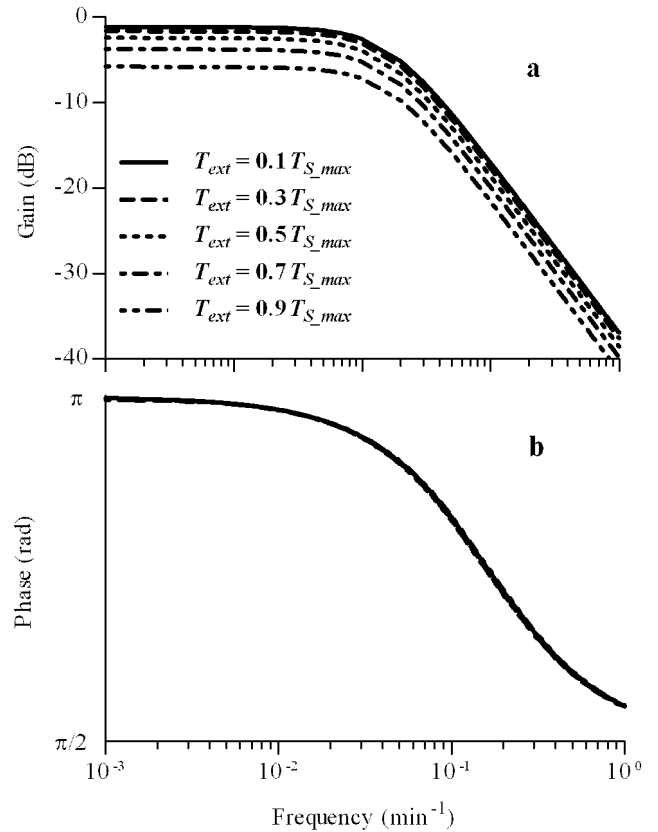 0
a
-10
T_ext = 0.1 T_S_max
T_ext = 0.3 T_S_max
T_ext = 0.5 T_S_max
T_ext = 0.7 T_S_max
T_ext = 0.9 T_S_max
-20
-30
-40
Gain (dB)
π
b
Phase (rad)
π/2
10⁻³ 10⁻² 10⁻¹ 10⁰
Frequency (min⁻¹)